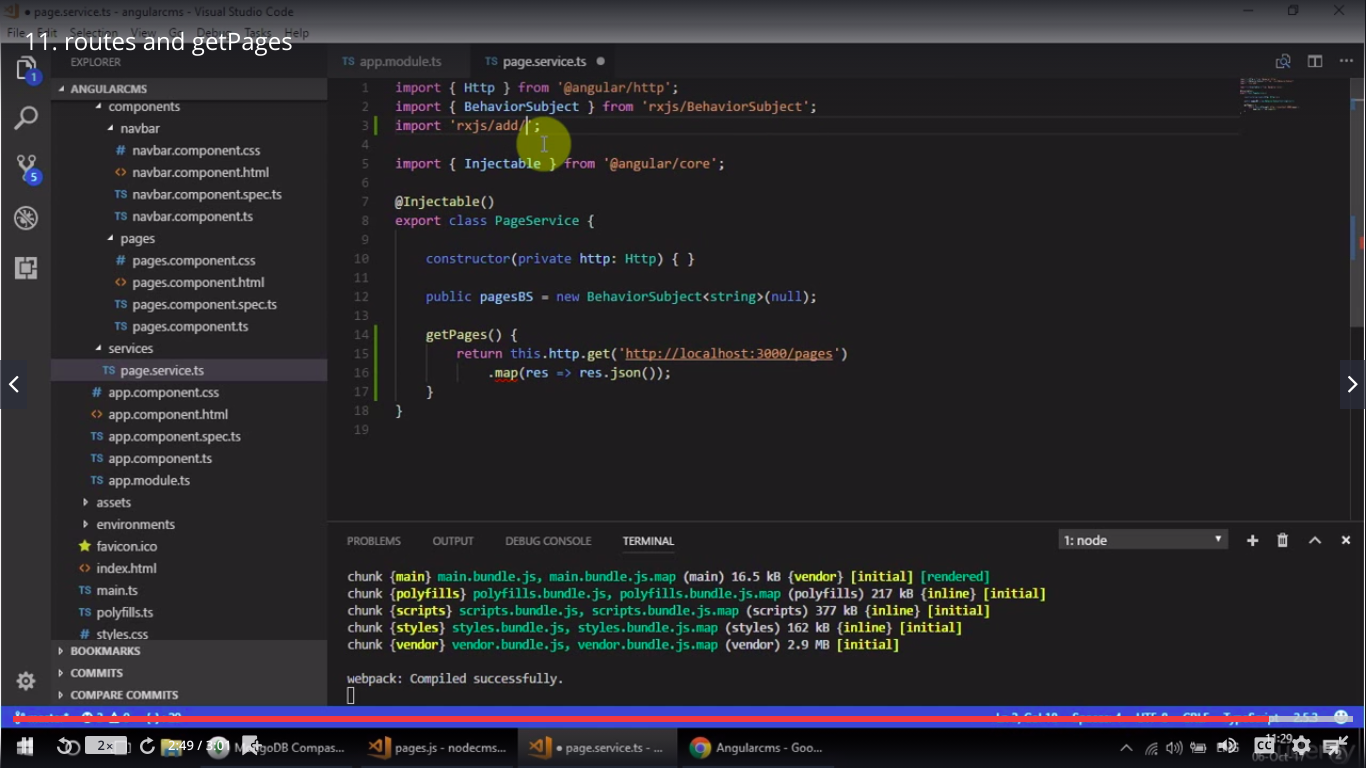 page.service.ts - angularcms - Visual Studio Code
File Edit Selection View Go Debug Tasks Help
11. routes and getPages
EXPLORER
ANGULARCMS
components
navbar
navbar.component.css
navbar.component.html
navbar.component.spec.ts
navbar.component.ts
pages
pages.component.css
pages.component.html
pages.component.spec.ts
pages.component.ts
services
page.service.ts
app.component.css
app.component.html
app.component.spec.ts
app.component.ts
app.module.ts
assets
environments
favicon.ico
index.html
main.ts
polyfills.ts
styles.css
BOOKMARKS
COMMITS
COMPARE COMMITS
1
5
TS app.module.ts
TS page.service.ts
1 import { Http } from '@angular/http';
2 import { BehaviorSubject } from 'rxjs/BehaviorSubject';
3 import 'rxjs/add/';
4
5 import { Injectable } from '@angular/core';
6
7 @Injectable()
8 export class PageService {
9
10 constructor(private http: Http) { }
11
12 public pagesBS = new BehaviorSubject<string>(null);
13
14 getPages() {
15 return this.http.get('http://localhost:3000/pages')
16 .map(res => res.json());
17 }
18 }
19
PROBLEMS OUTPUT DEBUG CONSOLE TERMINAL 1: node
chunk {main} main.bundle.js, main.bundle.js.map (main) 16.5 kB {vendor} [initial] [rendered]
chunk {polyfills} polyfills.bundle.js, polyfills.bundle.js.map (polyfills) 217 kB {inline} [initial]
chunk {scripts} scripts.bundle.js, scripts.bundle.js.map (scripts) 377 kB {inline} [initial]
chunk {styles} styles.bundle.js, styles.bundle.js.map (styles) 162 kB {inline} [initial]
chunk {vendor} vendor.bundle.js, vendor.bundle.js.map (vendor) 2.9 MB [initial]
webpack: Compiled successfully.
2x
2:49 / 3:01
MongoDB Compas...
pages.js - nodecms...
page.service.ts - ...
Angularcms - Goo...
CC
11:29